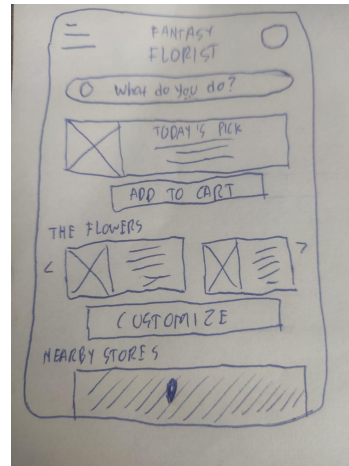 FANTASY
FLORIST
What do you do?
TODAY'S PICK
ADD TO CART
THE FLOWERS
< >
CUSTOMIZE
NEARBY STORES